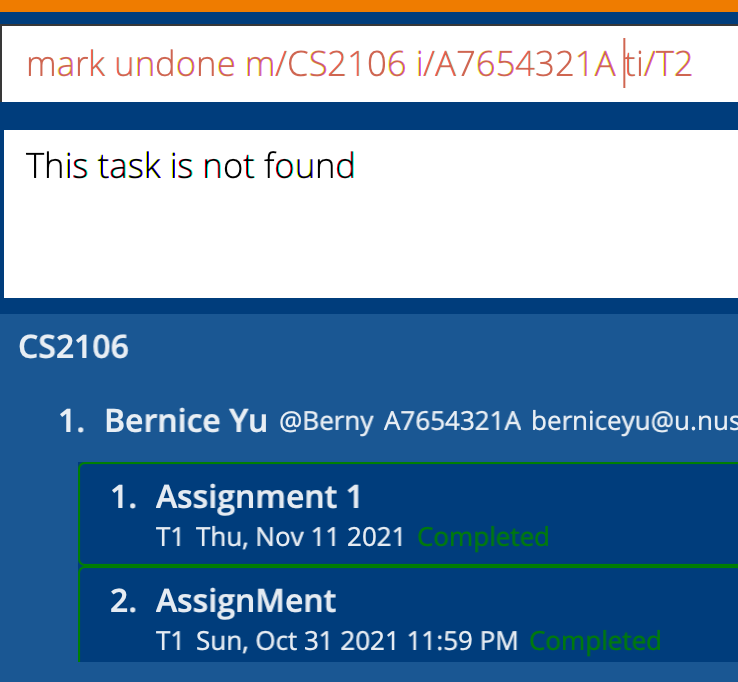 mark undone m/CS2106 i/A7654321A ti/T2
This task is not found
CS2106
1. Bernice Yu @Berny A7654321A berniceyu@u.nus
1. Assignment 1
T1 Thu, Nov 11 2021 Completed
2. AssignMent
T1 Sun, Oct 31 2021 11:59 PM Completed